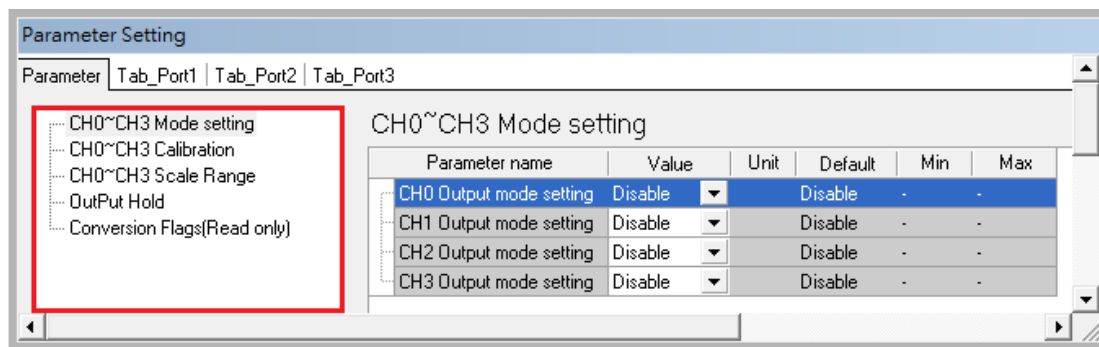 Parameter Setting
Parameter Tab_Port1 Tab_Port2 Tab_Port3
CH0~CH3 Mode setting
CH0~CH3 Calibration
CH0~CH3 Scale Range
OutPut Hold
Conversion Flags(Read only)
CH0~CH3 Mode setting
Parameter name Value Unit Default Min Max
CH0 Output mode setting Disable Disable - -
CH1 Output mode setting Disable Disable - -
CH2 Output mode setting Disable Disable - -
CH3 Output mode setting Disable Disable - -